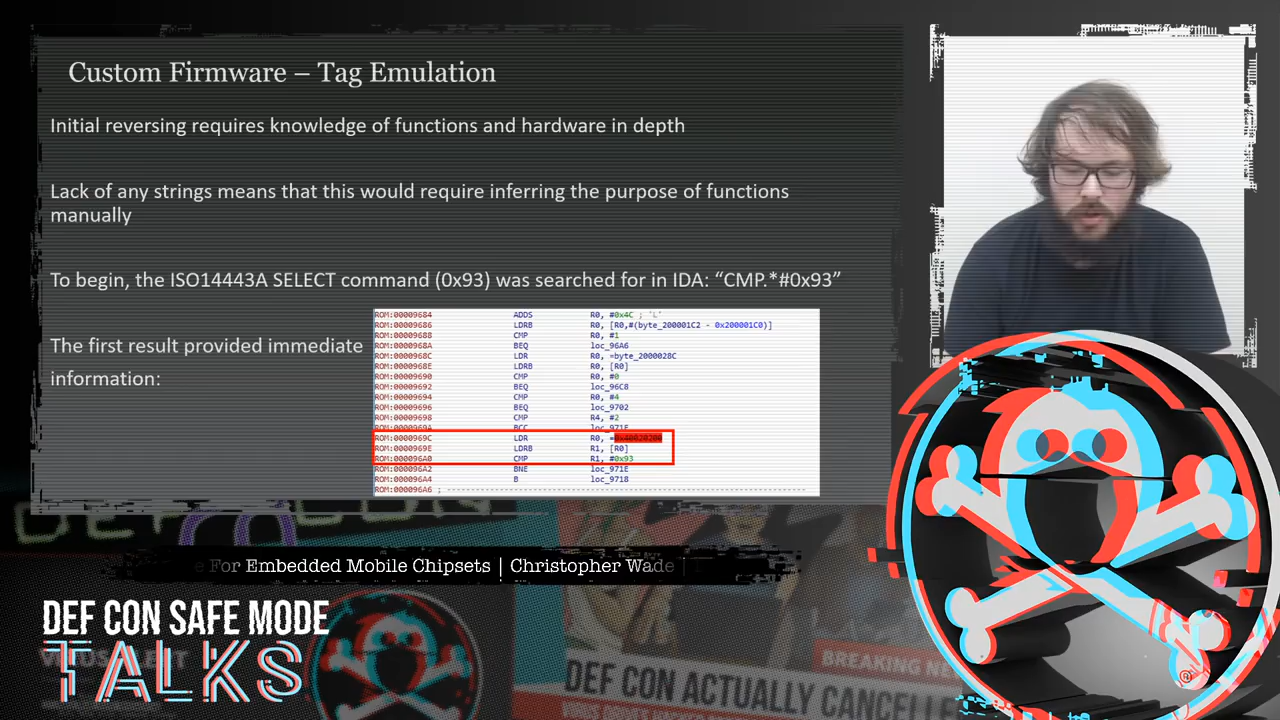 Custom Firmware – Tag Emulation
Initial reversing requires knowledge of functions and hardware in depth
Lack of any strings means that this would require inferring the purpose of functions
manually
To begin, the ISO14443A SELECT command (0x93) was searched for in IDA: “CMP.*#0x93”
The first result provided immediate
information:
ROM:00009684 ADDS R0, #0x4C ; 'L'
ROM:00009686 LDRB R0, [R0,#(byte_200001C2 - 0x200001C0)]
ROM:00009688 CMP R0, #1
ROM:0000968A BEQ loc_96A6
ROM:0000968C LDR R0, =byte_2000028C
ROM:0000968E LDRB R0, [R0]
ROM:00009690 CMP R0, #0
ROM:00009692 BEQ loc_96C8
ROM:00009694 CMP R0, #4
ROM:00009696 BEQ loc_9702
ROM:00009698 CMP R4, #2
ROM:0000969A BCC loc_971E
ROM:0000969C LDR R0, =0x40020200
ROM:0000969E LDRB R1, [R0]
ROM:000096A0 CMP R1, #0x93
ROM:000096A2 BNE loc_971E
ROM:000096A4 B loc_9718
ROM:000096A6 ; ---------------------------------------------------------------------------
e For Embedded Mobile Chipsets | Christopher Wade |
DEF CON SAFE MODE
TALKS
BREAKING NE
DEF CON ACTUALLY CANCELLE
®